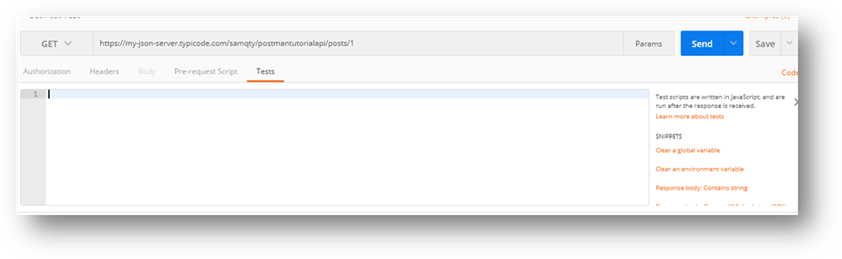 GET https://my-json-server.typicode.com/samqty/postmantutorialapi/posts/1 Params Send Save
Authorization Headers Body Pre-request Script Tests Code
1
Test scripts are written in JavaScript, and are
run after the response is received.
Learn more about tests
SNIPPETS
Clear a global variable
Clear an environment variable
Response body: Contains string